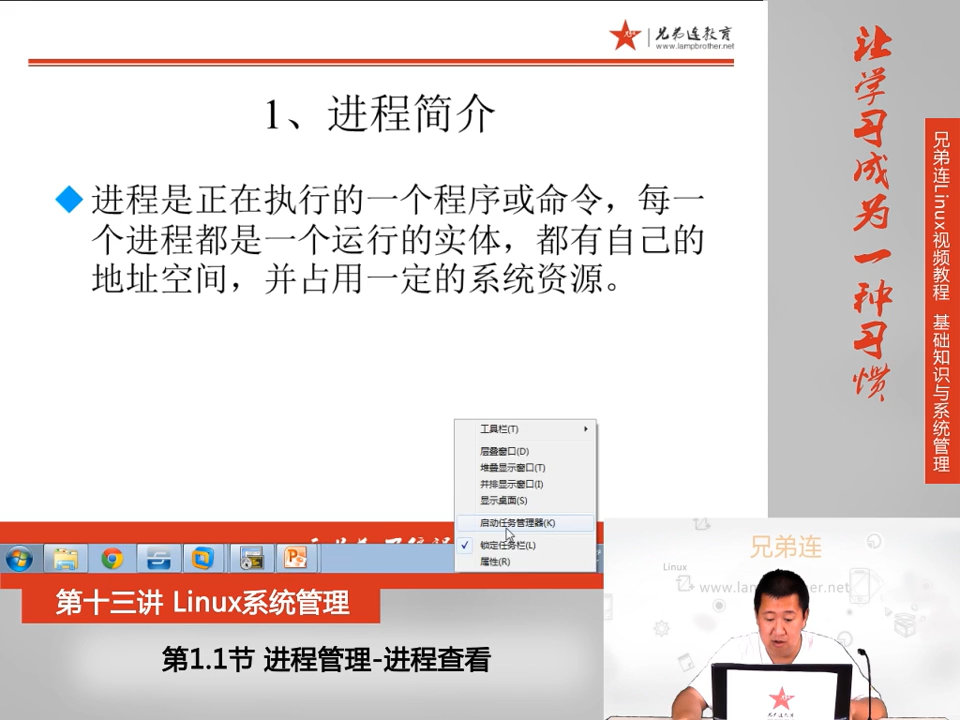 兄弟连教育
www.lampbrother.net
1、进程简介
进程是正在执行的一个程序或命令，每一
个进程都是一个运行的实体，都有自己的
地址空间，并占用一定的系统资源。
工具栏(T)
层叠窗口(D)
堆叠显示窗口(T)
并排显示窗口(I)
显示桌面(S)
启动任务管理器(K)
锁定任务栏(L)
属性(R)
第十三讲 Linux系统管理
第1.1节 进程管理-进程查看
让学习成为一种习惯
兄弟连Linux视频教程 基础知识与系统管理
兄弟连
Linux